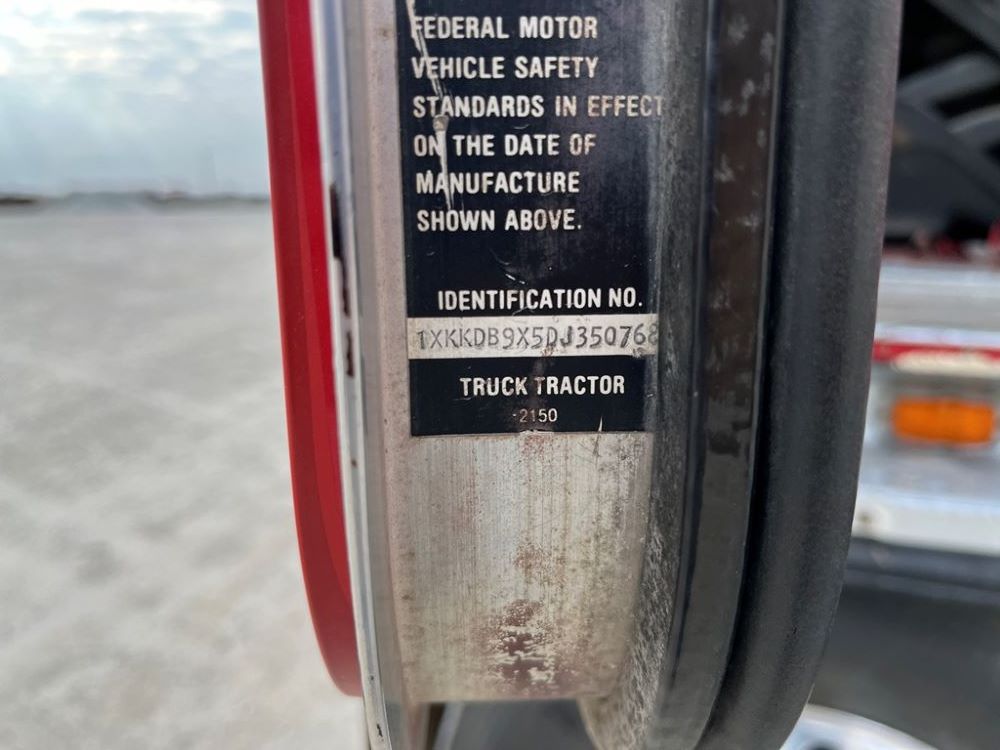 FEDERAL MOTOR
VEHICLE SAFETY
STANDARDS IN EFFECT
ON THE DATE OF
MANUFACTURE
SHOWN ABOVE.
IDENTIFICATION NO.
1XKKDB9X5DJ350768
TRUCK TRACTOR
-2150